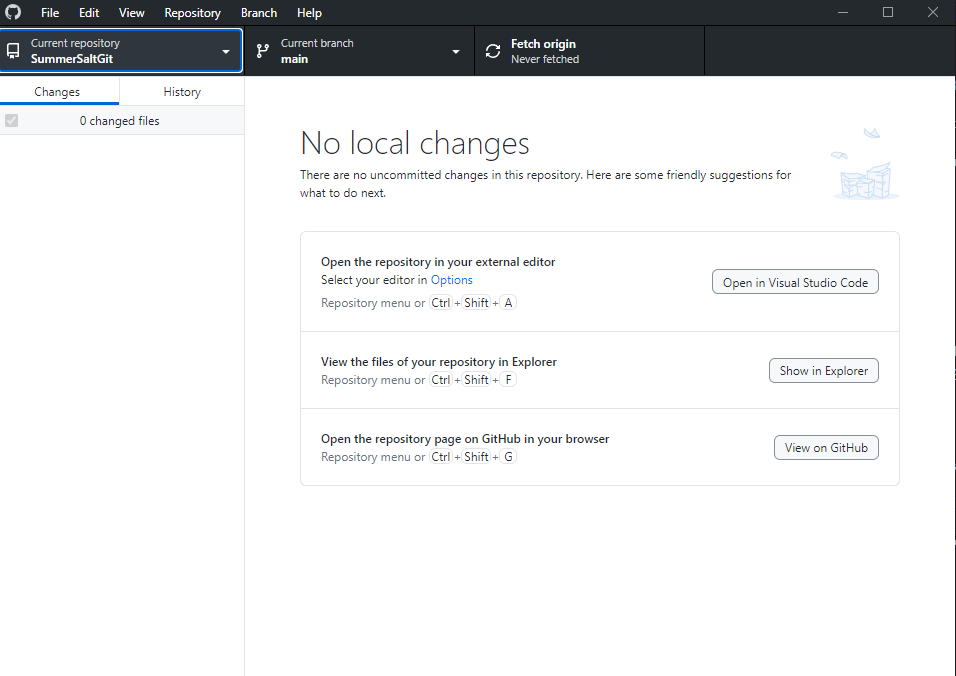 File Edit View Repository Branch Help
Current repository
SummerSaltGit
Current branch
main
Fetch origin
Never fetched
Changes History
0 changed files
No local changes
There are no uncommitted changes in this repository. Here are some friendly suggestions for
what to do next.
Open the repository in your external editor
Select your editor in Options
Repository menu or Ctrl + Shift + A
Open in Visual Studio Code
View the files of your repository in Explorer
Repository menu or Ctrl + Shift + F
Show in Explorer
Open the repository page on GitHub in your browser
Repository menu or Ctrl + Shift + G
View on GitHub